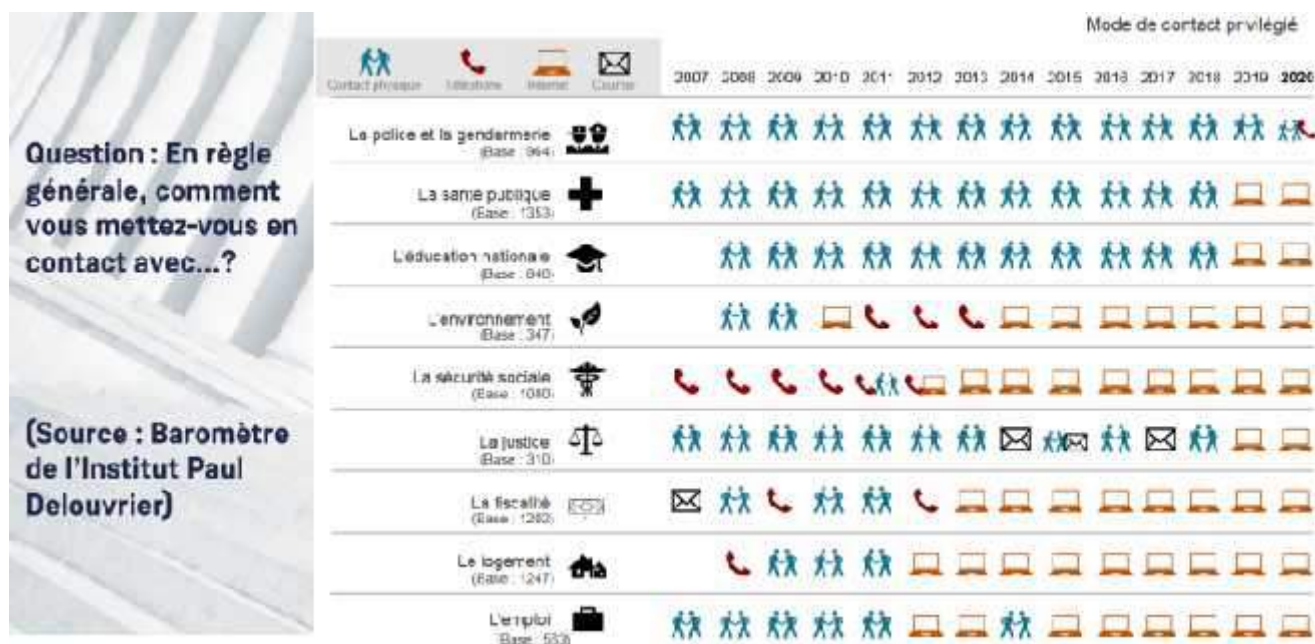 Question : En règle
générale, comment
vous mettez-vous en
contact avec...?
(Source : Baromètre
de l'Institut Paul
Delouvrier)
Mode de contact privilégié
Contact physique Téléphone Internet Courrier
2007 2008 2009 2010 2011 2012 2013 2014 2015 2016 2017 2018 2019 2020
La police et la gendarmerie
(Base : 964)
La santé publique
(Base : 1353)
L'éducation nationale
(Base : 840)
L'environnement
(Base : 347)
La sécurité sociale
(Base : 1080)
La justice
(Base : 310)
La fiscalité
(Base : )
Le logement
(Base : 1247)
L'emploi
(Base : )